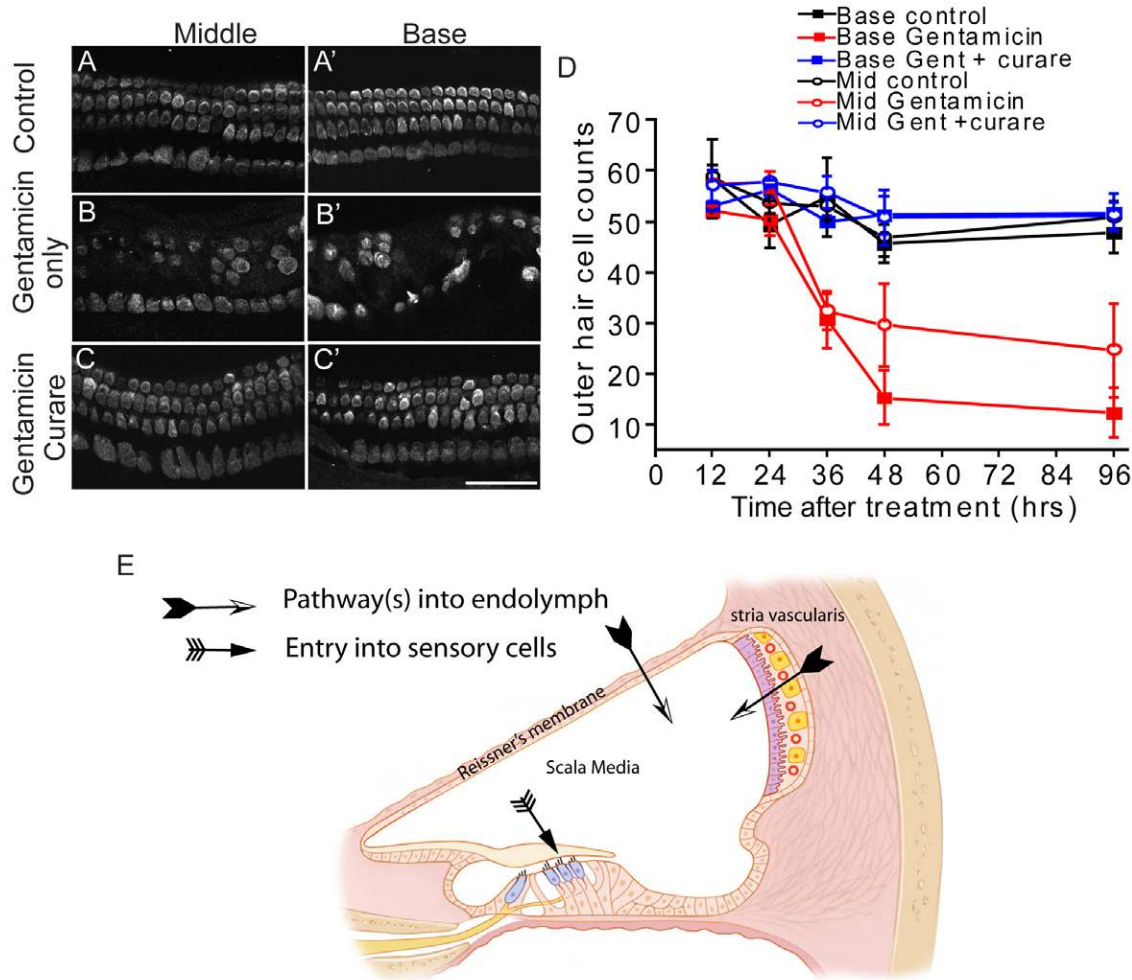 Middle
Base
Control
A
A'
Gentamicin
only
B
B'
Gentamicin
Curare
C
C'
D
Base control
Base Gentamicin
Base Gent + curare
Mid control
Mid Gentamicin
Mid Gent +curare
Outer hair cell counts
70
60
50
40
30
20
10
0 12 24 36 48 60 72 84 96
Time after treatment (hrs)
E
Pathway(s) into endolymph
Entry into sensory cells
stria vascularis
Reissner's membrane
Scala Media